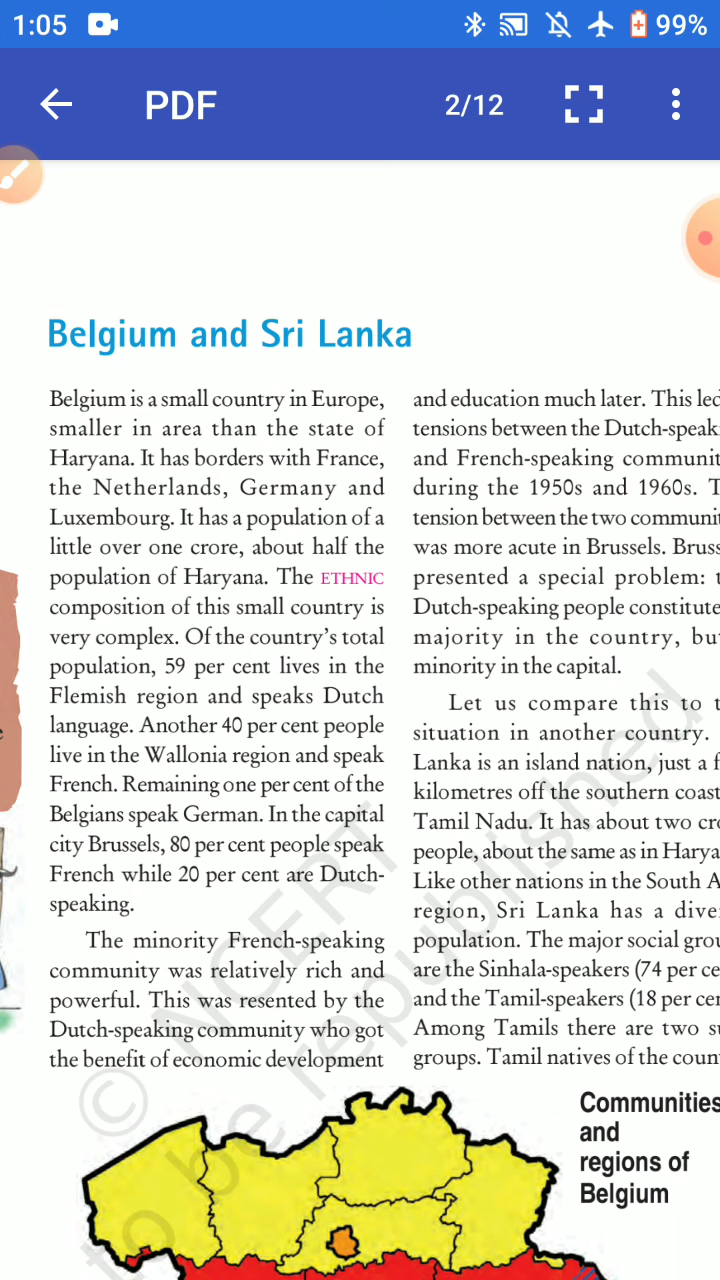 1:05
99%
PDF
2/12
Belgium and Sri Lanka
Belgium is a small country in Europe,
smaller in area than the state of
Haryana. It has borders with France,
the Netherlands, Germany and
Luxembourg. It has a population of a
little over one crore, about half the
population of Haryana. The ETHNIC
composition of this small country is
very complex. Of the country's total
population, 59 per cent lives in the
Flemish region and speaks Dutch
language. Another 40 per cent people
live in the Wallonia region and speak
French. Remaining one per cent of the
Belgians speak German. In the capital
city Brussels, 80 per cent people speak
French while 20 per cent are Dutch-
speaking.
The minority French-speaking
community was relatively rich and
powerful. This was resented by the
Dutch-speaking community who got
the benefit of economic development
and education much later. This led
tensions between the Dutch-speak
and French-speaking communit
during the 1950s and 1960s. T
tension between the two communit
was more acute in Brussels. Bruss
presented a special problem: t
Dutch-speaking people constitute
majority in the country, but
minority in the capital.
Let us compare this to t
situation in another country.
Lanka is an island nation, just a f
kilometres off the southern coast
Tamil Nadu. It has about two cro
people, about the same as in Harya
Like other nations in the South A
region, Sri Lanka has a diver
population. The major social grou
are the Sinhala-speakers (74 per ce
and the Tamil-speakers (18 per cen
Among Tamils there are two su
groups. Tamil natives of the coun
© NCERT
to be republished
Communities
and
regions of
Belgium